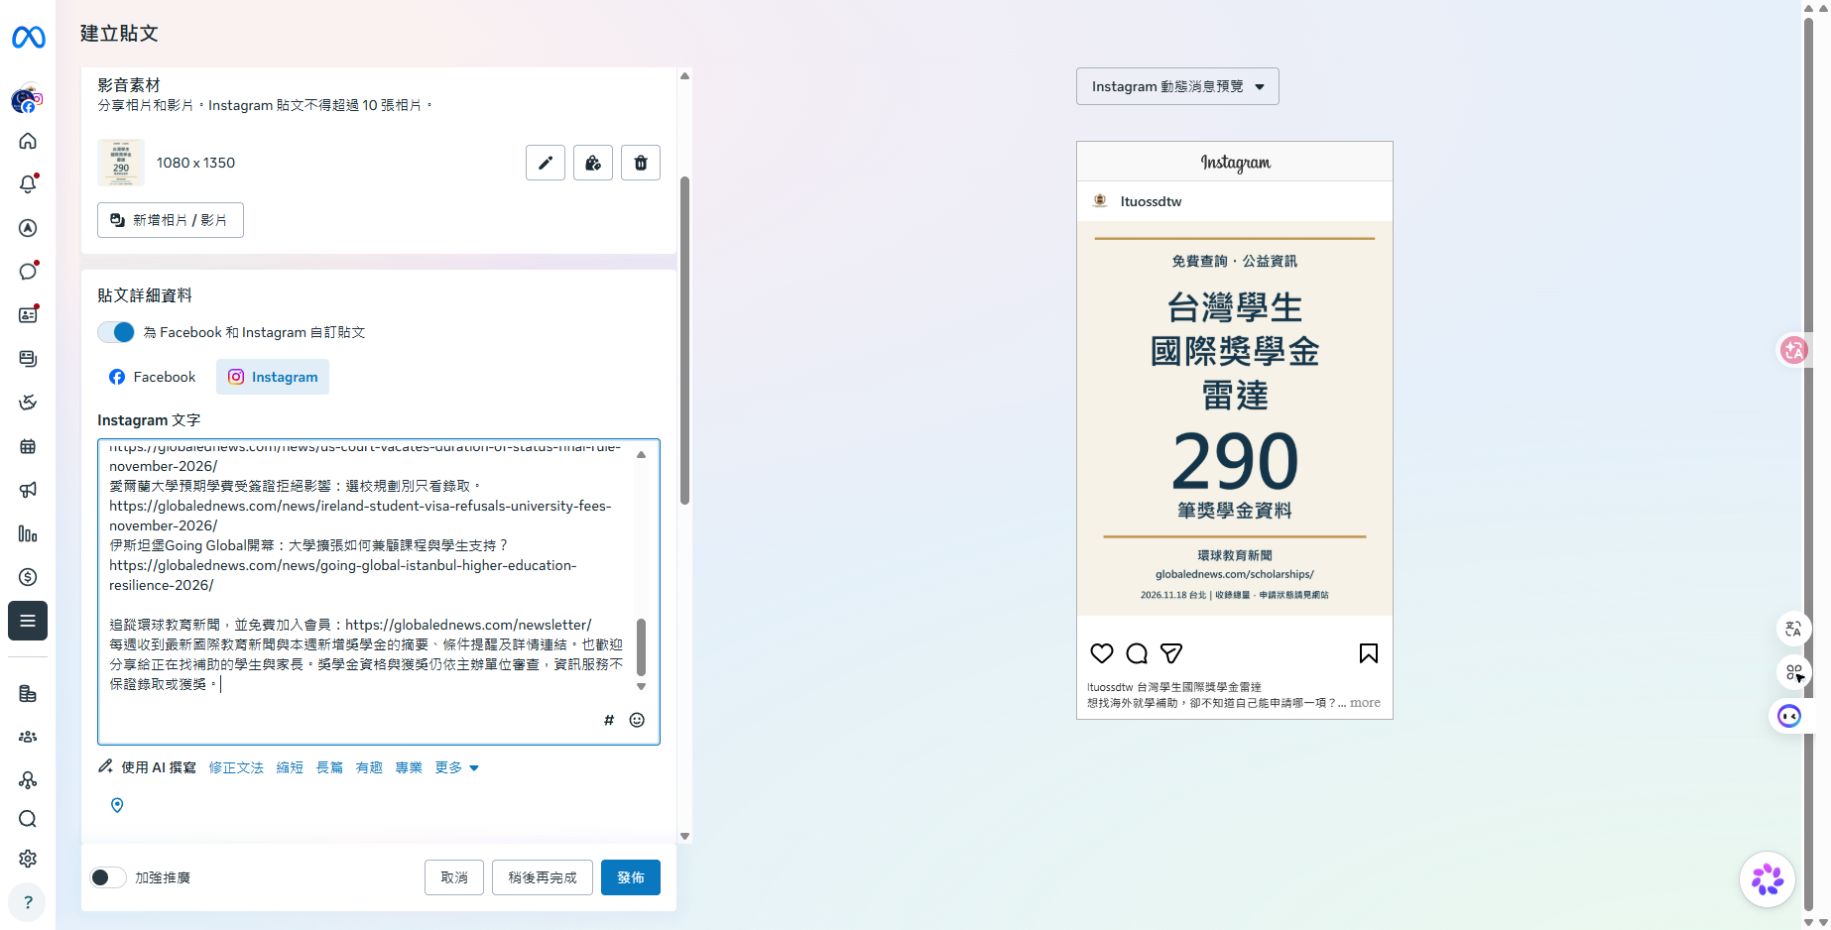 建立貼文
影音素材
分享相片和影片。Instagram 貼文不得超過 10 張相片。
1080 x 1350
新增相片 / 影片
貼文詳細資料
為 Facebook 和 Instagram 自訂貼文
Facebook
Instagram
Instagram 文字
https://globalednews.com/news/us-court-vacates-duration-of-status-final-rule-
november-2026/
愛爾蘭大學預期學費受簽證拒絕影響：選校規劃別只看錄取。
https://globalednews.com/news/ireland-student-visa-refusals-university-fees-
november-2026/
伊斯坦堡Going Global開幕：大學擴張如何兼顧課程與學生支持？
https://globalednews.com/news/going-global-istanbul-higher-education-
resilience-2026/
追蹤環球教育新聞，並免費加入會員：https://globalednews.com/newsletter/
每週收到最新國際教育新聞與本週新增獎學金的摘要、條件提醒及詳情連結。也歡迎
分享給正在找補助的學生與家長。獎學金資格與獲獎仍依主辦單位審查，資訊服務不
保證錄取或獲獎。
#
使用 AI 撰寫 修正文法 縮短 長篇 有趣 專業 更多
加強推廣
取消
稍後再完成
發佈
?
Instagram 動態消息預覽
Instagram
ltuossdtw
免費查詢・公益資訊
台灣學生
國際獎學金
雷達
290
筆獎學金資料
環球教育新聞
globalednews.com/scholarships/
2026.11.18 台北｜收錄總量・申請狀態請見網站
ltuossdtw 台灣學生國際獎學金雷達
想找海外就學補助，卻不知道自己能申請哪一項？... more